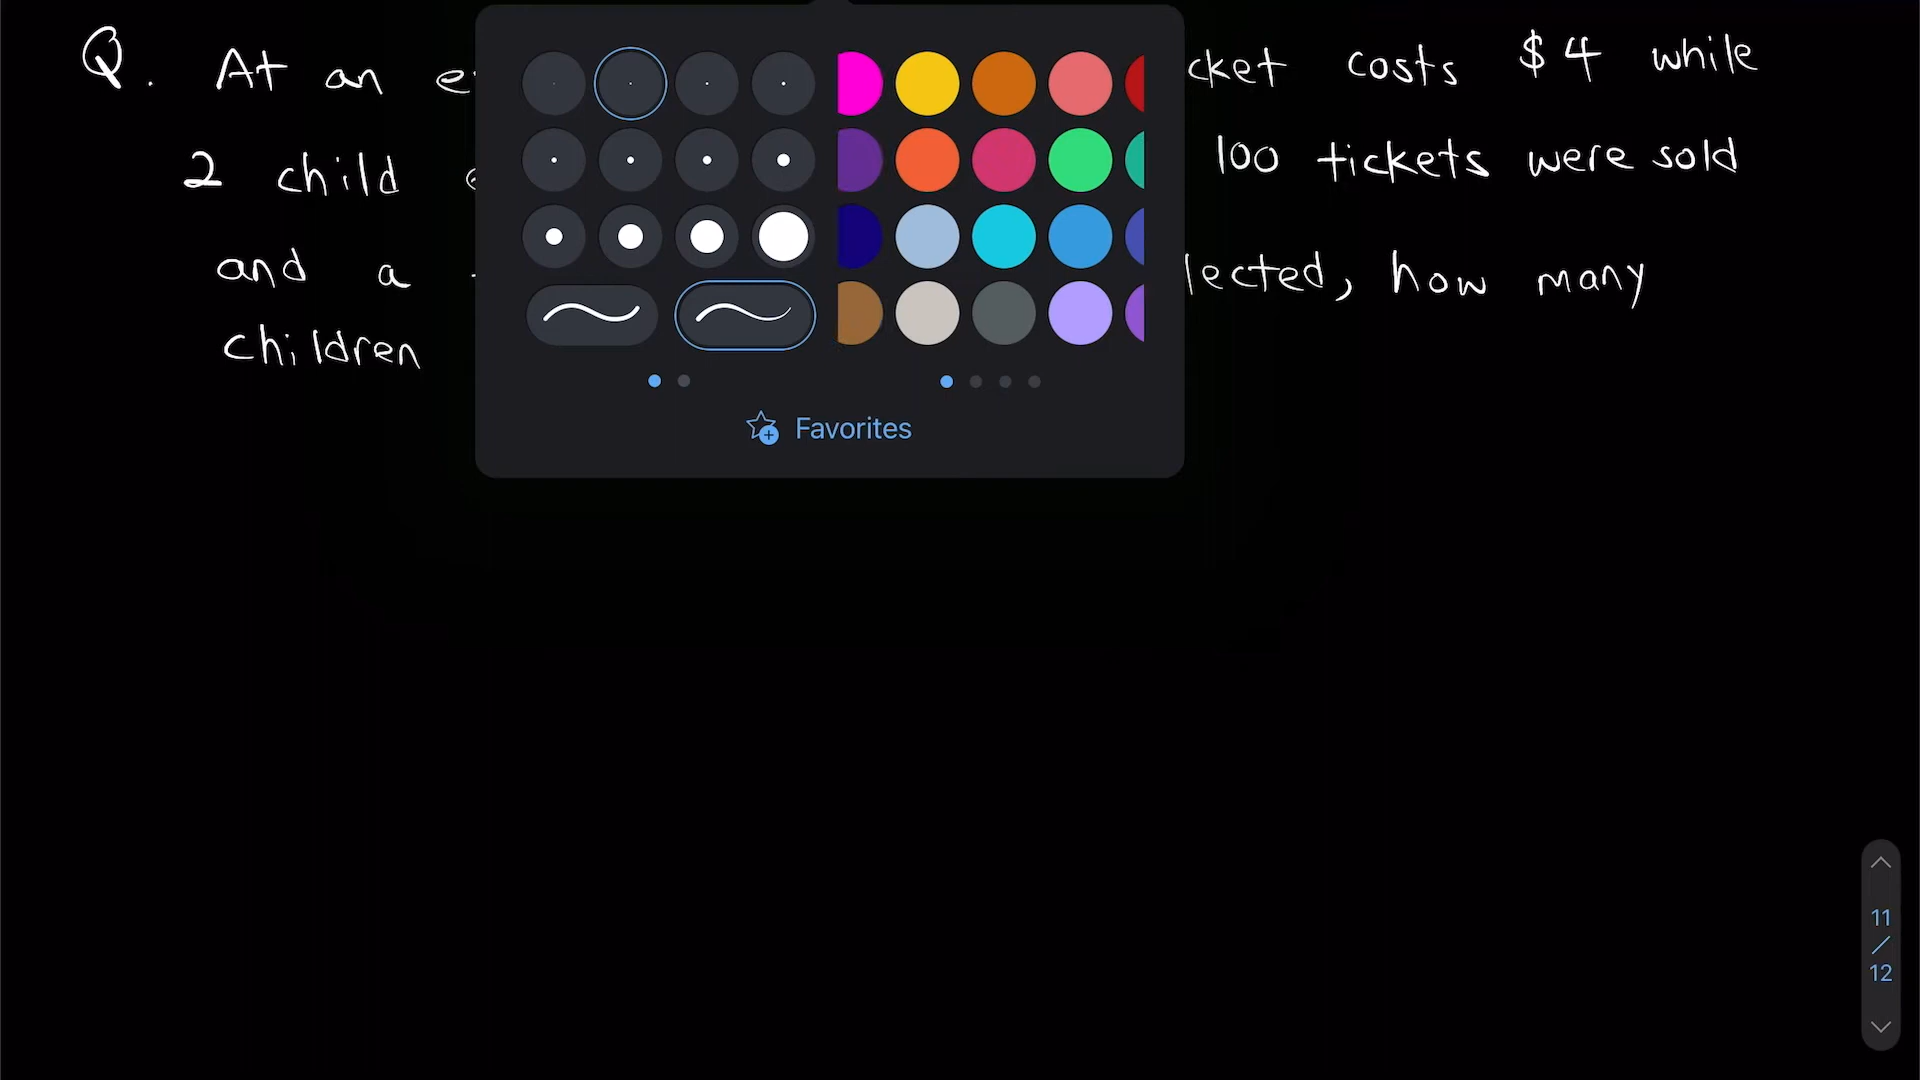 Q. At an cket costs $4 while
2 child 100 tickets were sold
and a lected, how many
children
Favorites
11
/
12